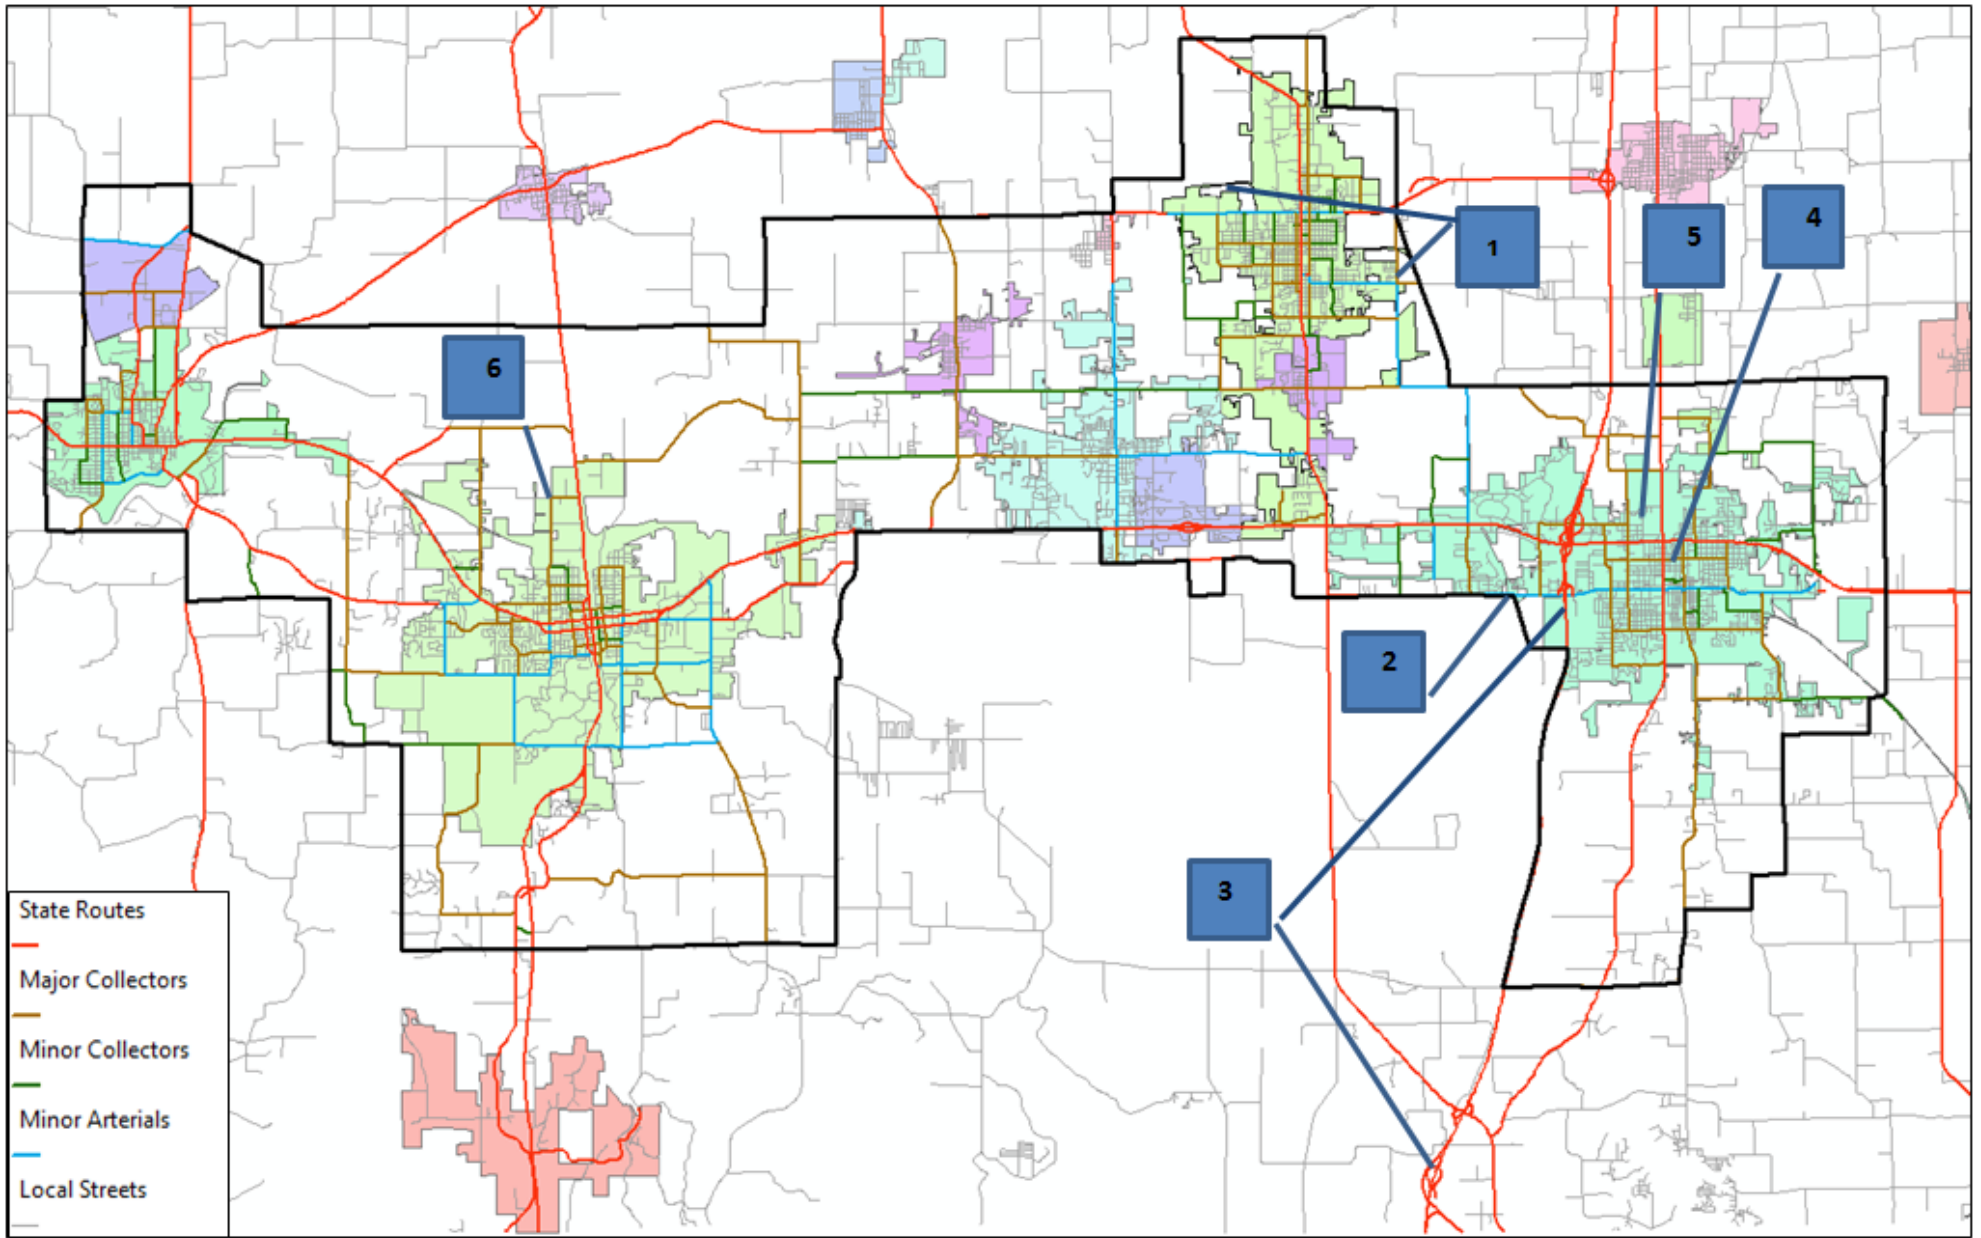 5
4
1
6
2
3
State Routes
Major Collectors
Minor Collectors
Minor Arterials
Local Streets